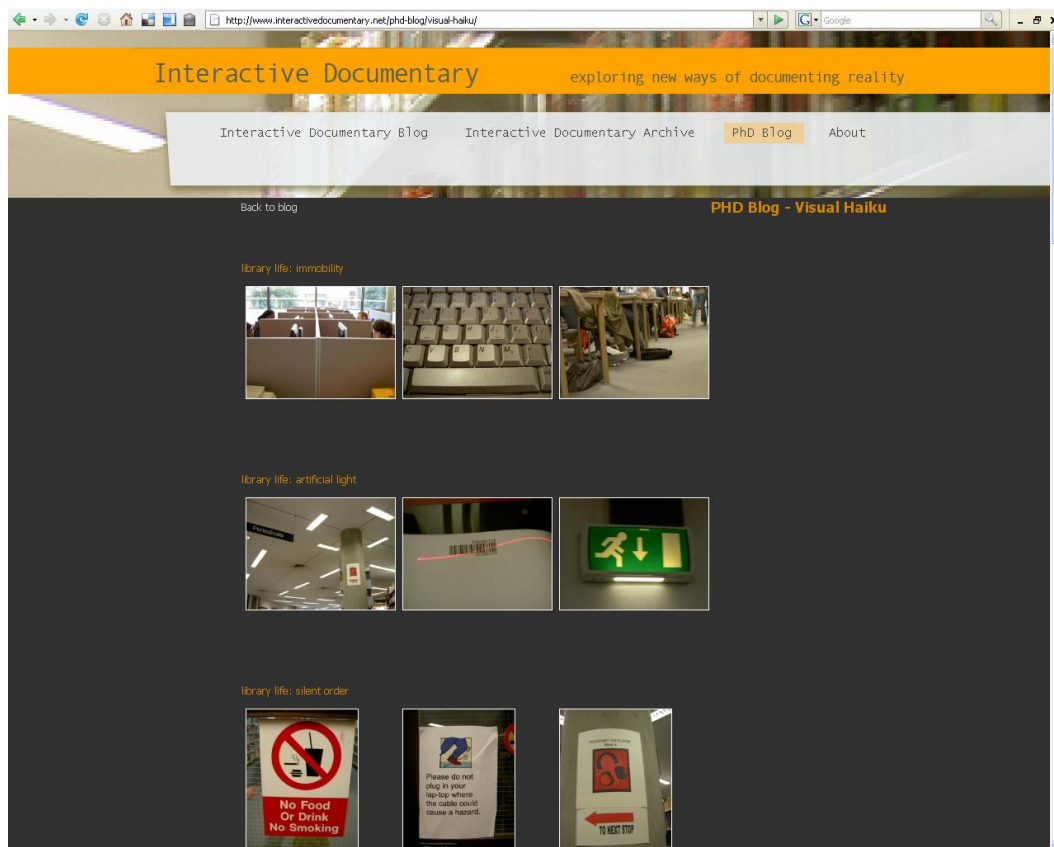 http://www.interactivedocumentary.net/phd-blog/visual-haiku/
Google
Interactive Documentary
exploring new ways of documenting reality
Interactive Documentary Blog
Interactive Documentary Archive
PhD Blog
About
Back to blog
PHD Blog - Visual Haiku
library life: immobility
library life: artificial light
Periodicals
library life: silent order
No Food
Or Drink
No Smoking
Please do not
plug in your
lap-top where
the cable could
cause a hazard.
TO NEXT STOP